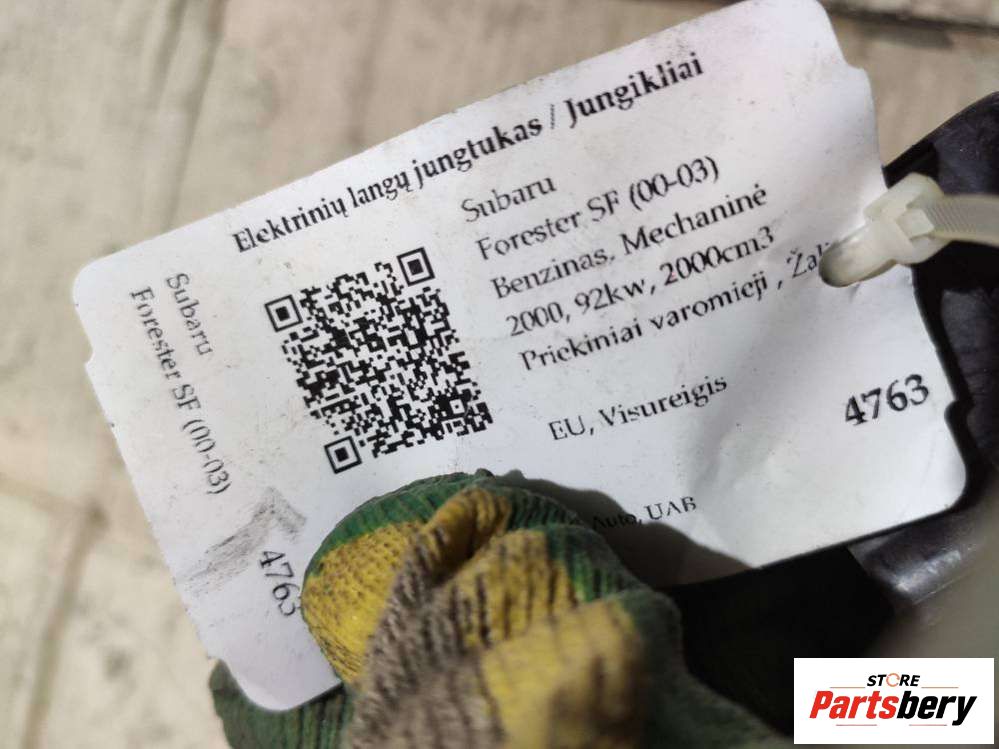 Elektrinių langų jungtukas / Jungikliai
Subaru
Forester SF (00-03)
Benzinas, Mechaninė
2000, 92kw, 2000cm3
Prickiniai varomieji ,
EU, Visureigis
4763
Auto, UAB
Subaru
Forester SF (00-03)
4763
STORE
Partsbery